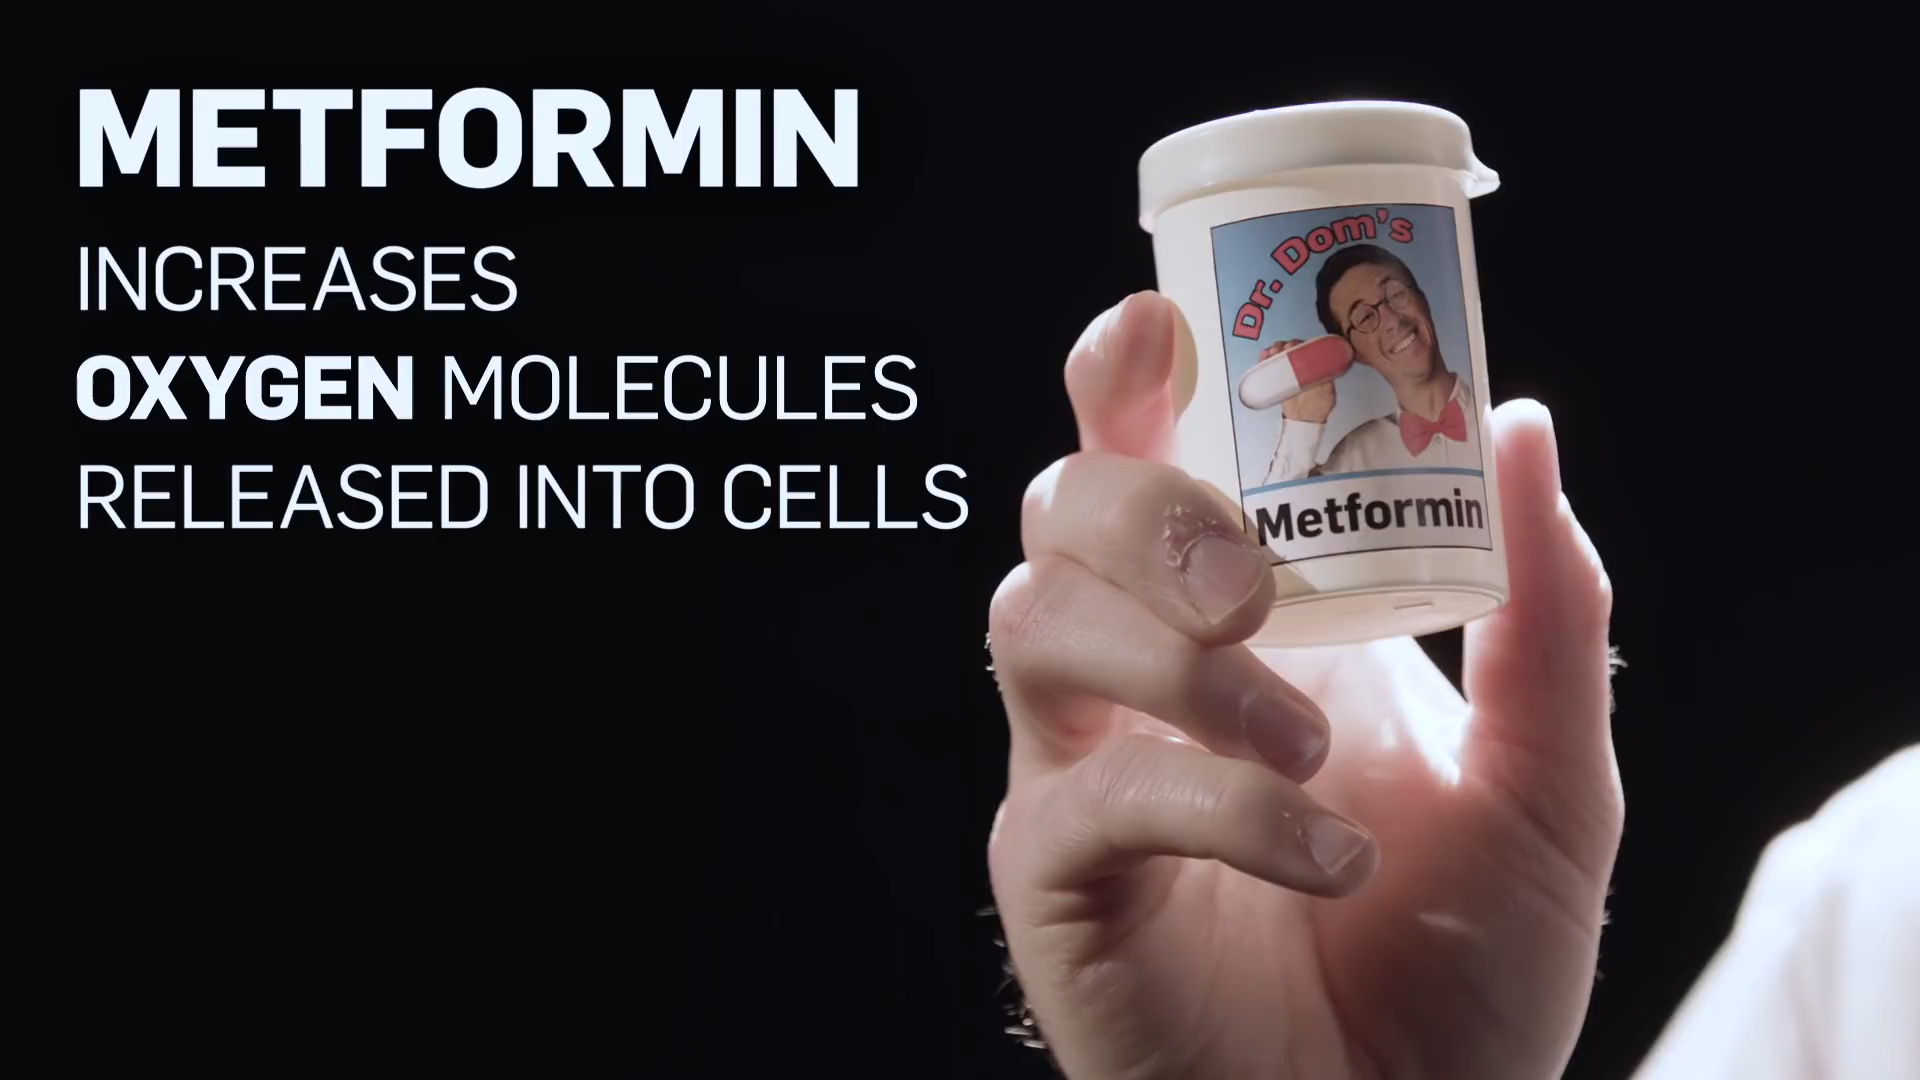 METFORMIN
INCREASES
OXYGEN MOLECULES
RELEASED INTO CELLS
Dr. Dom's
Metformin